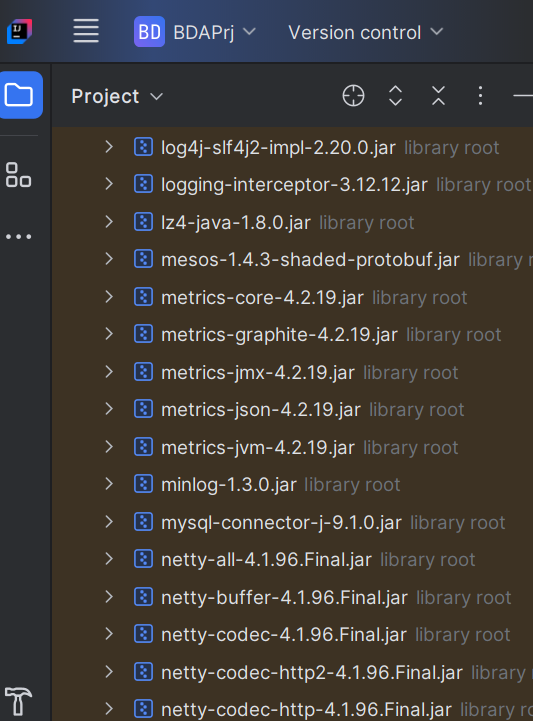 BD BDAPrj Version control
Project
log4j-slf4j2-impl-2.20.0.jar library root
logging-interceptor-3.12.12.jar library root
lz4-java-1.8.0.jar library root
mesos-1.4.3-shaded-protobuf.jar library r
metrics-core-4.2.19.jar library root
metrics-graphite-4.2.19.jar library root
metrics-jmx-4.2.19.jar library root
metrics-json-4.2.19.jar library root
metrics-jvm-4.2.19.jar library root
minlog-1.3.0.jar library root
mysql-connector-j-9.1.0.jar library root
netty-all-4.1.96.Final.jar library root
netty-buffer-4.1.96.Final.jar library root
netty-codec-4.1.96.Final.jar library root
netty-codec-http2-4.1.96.Final.jar library
netty-codec-http-4.1.96.Final.jar library ro